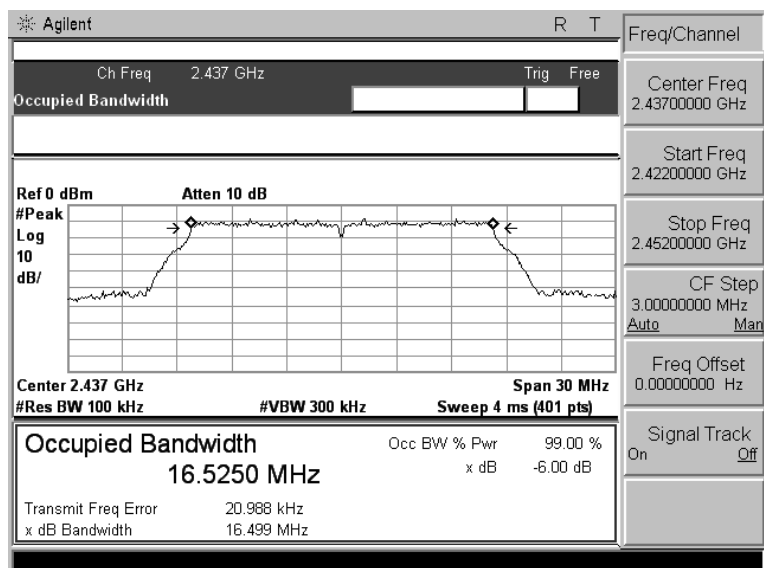 Agilent R T
Ch Freq 2.437 GHz Trig Free
Occupied Bandwidth
Ref 0 dBm Atten 10 dB
#Peak
Log
10
dB/
Center 2.437 GHz Span 30 MHz
#Res BW 100 kHz #VBW 300 kHz Sweep 4 ms (401 pts)
Occupied Bandwidth Occ BW % Pwr 99.00 %
16.5250 MHz x dB -6.00 dB
Transmit Freq Error 20.988 kHz
x dB Bandwidth 16.499 MHz
Freq/Channel
Center Freq
2.43700000 GHz
Start Freq
2.42200000 GHz
Stop Freq
2.45200000 GHz
CF Step
3.00000000 MHz
Auto Man
Freq Offset
0.00000000 Hz
Signal Track
On Off